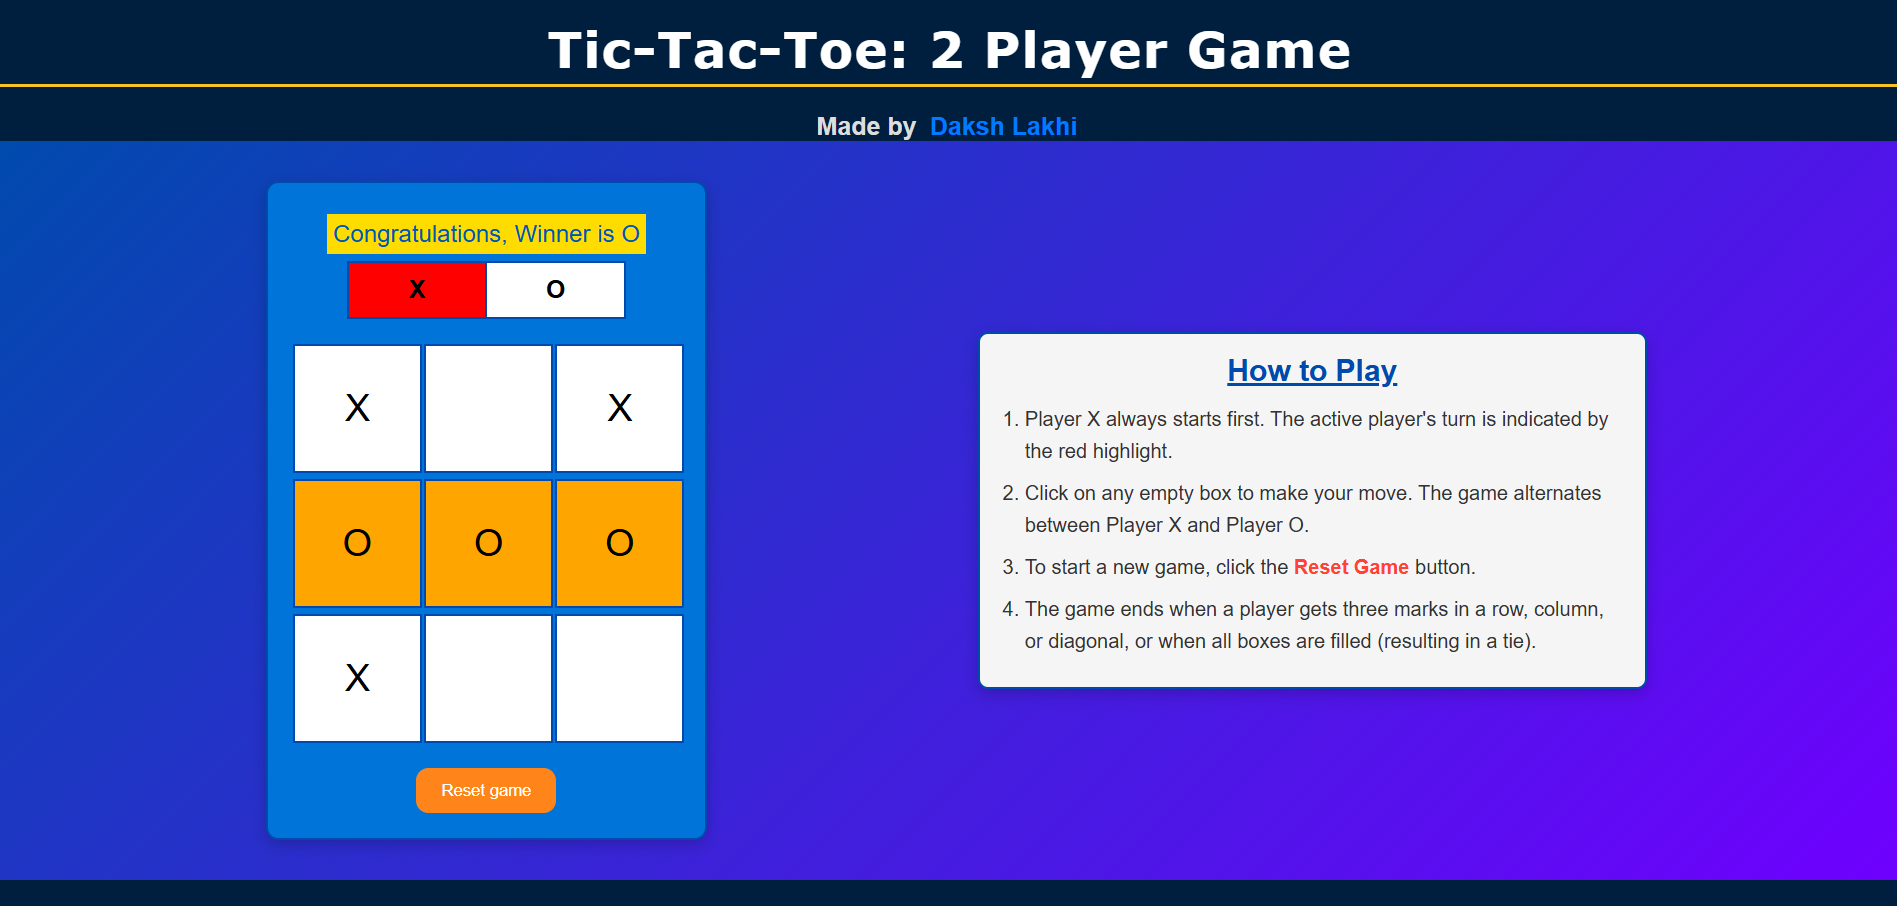 Tic-Tac-Toe: 2 Player Game
Made by Daksh Lakhi
Congratulations, Winner is O
X O
X X
O O O
X
Reset game
How to Play
1. Player X always starts first. The active player's turn is indicated by
the red highlight.
2. Click on any empty box to make your move. The game alternates
between Player X and Player O.
3. To start a new game, click the Reset Game button.
4. The game ends when a player gets three marks in a row, column,
or diagonal, or when all boxes are filled (resulting in a tie).